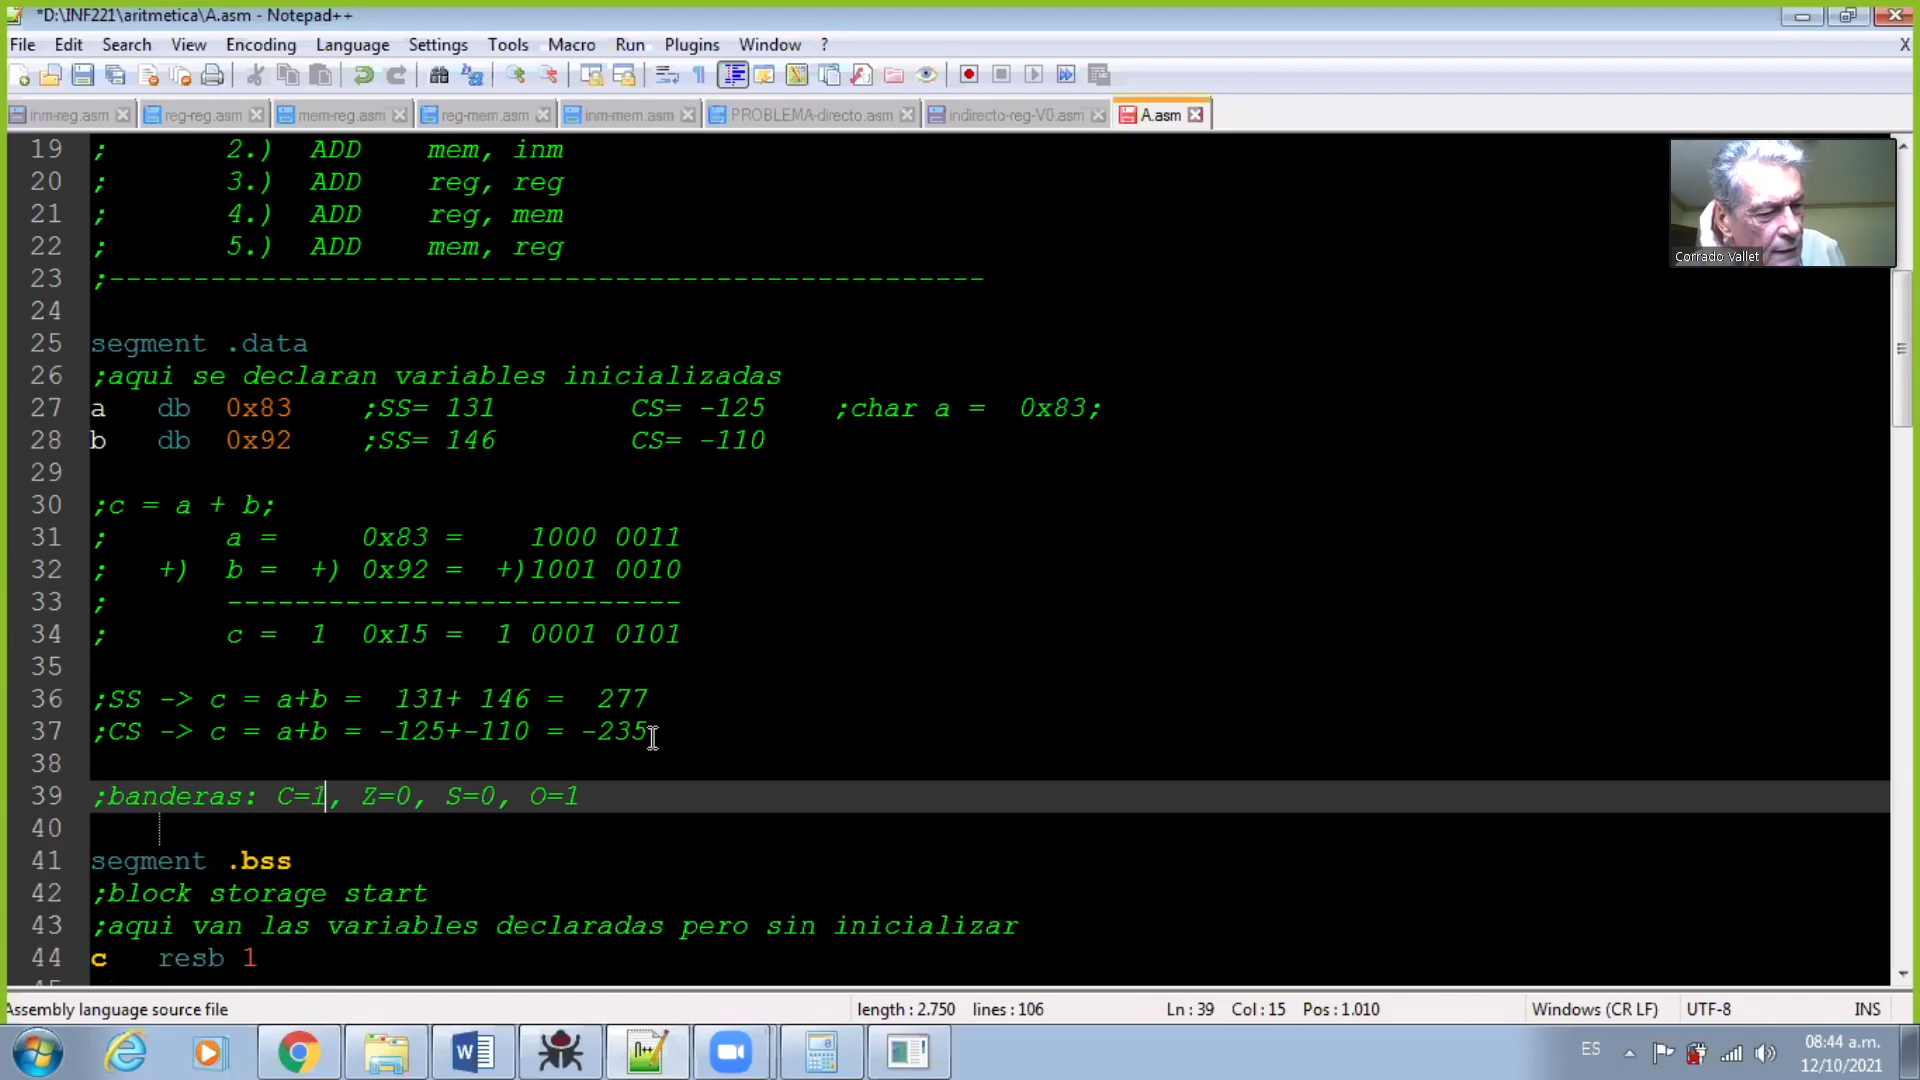 *D:\INF221\aritmetica\A.asm - Notepad++
File Edit Search View Encoding Language Settings Tools Macro Run Plugins Window ? X
inm-reg.asm reg-reg.asm mem-reg.asm reg-mem.asm inm-mem.asm PROBLEMA-directo.asm indirecto-reg-V0.asm A.asm
19 ; 2.) ADD mem, inm
20 ; 3.) ADD reg, reg
21 ; 4.) ADD reg, mem
22 ; 5.) ADD mem, reg
23 ;----------------------------------------------------
24
25 segment .data
26 ;aqui se declaran variables inicializadas
27 a db 0x83 ;SS= 131 CS= -125 ;char a = 0x83;
28 b db 0x92 ;SS= 146 CS= -110
29
30 ;c = a + b;
31 ; a = 0x83 = 1000 0011
32 ; +) b = +) 0x92 = +)1001 0010
33 ; ---------------------------
34 ; c = 1 0x15 = 1 0001 0101
35
36 ;SS -> c = a+b = 131+ 146 = 277
37 ;CS -> c = a+b = -125+-110 = -235
38
39 ;banderas: C=1, Z=0, S=0, O=1
40
41 segment .bss
42 ;block storage start
43 ;aqui van las variables declaradas pero sin inicializar
44 c resb 1
Corrado Vallet
Assembly language source file length : 2.750 lines : 106 Ln : 39 Col : 15 Pos : 1.010 Windows (CR LF) UTF-8 INS
ES
08:44 a.m.
12/10/2021